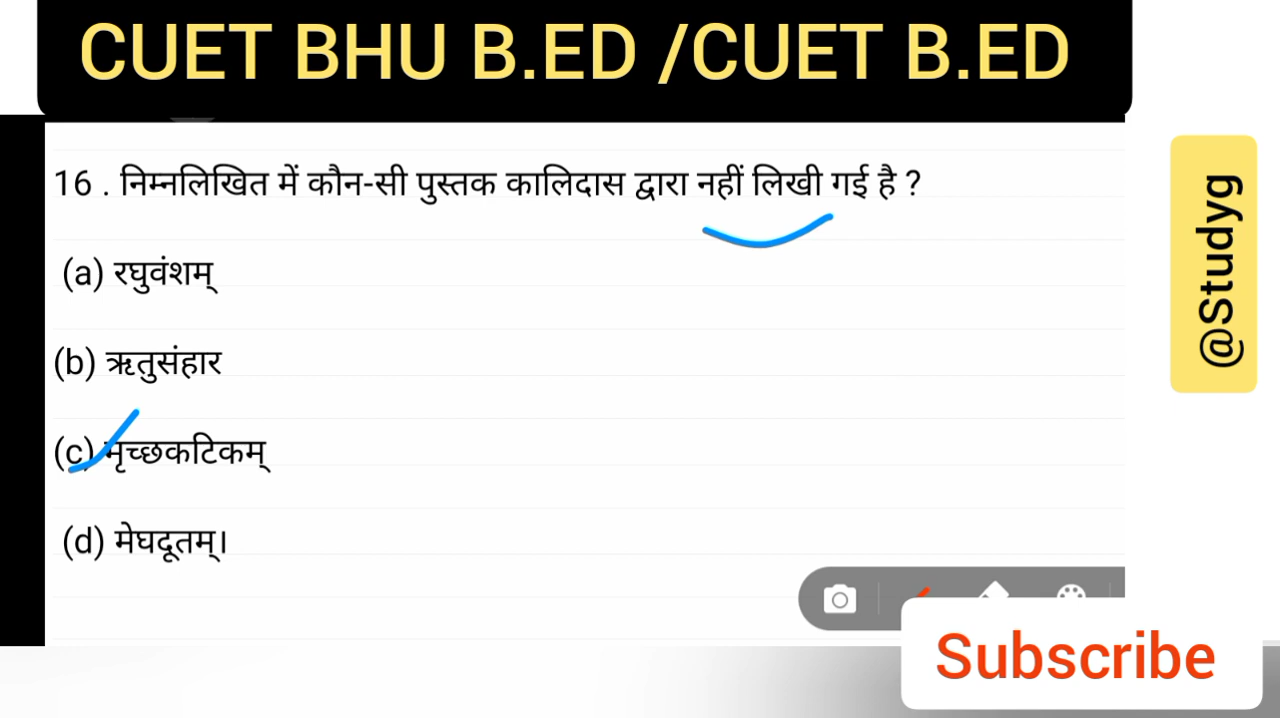 CUET BHU B.ED /CUET B.ED
16 . निम्नलिखित में कौन-सी पुस्तक कालिदास द्वारा नहीं लिखी गई है ?
(a) रघुवंशम्
(b) ऋतुसंहार
(c) मृच्छकटिकम्
(d) मेघदूतम्।
@Studyg
Subscribe